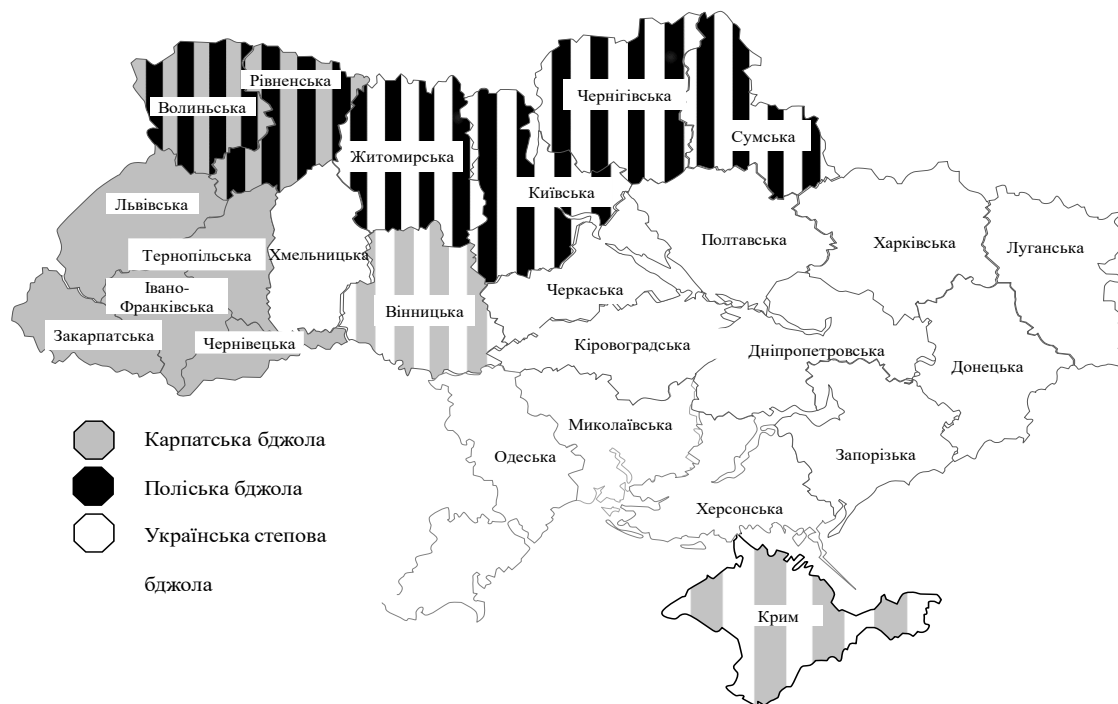 Рівненська
Волиньська
Чернігівська
Сумська
Житомирська
Київська
Львівська
Тернопільська
Хмельницька
Полтавська
Харківська
Луганська
Івано-
Франківська
Черкаська
Вінницька
Закарпатська
Чернівецька
Кіровоградська
Дніпропетровська
Донецька
Миколаївська
Одеська
Запорізька
Херсонська
Крим
Карпатська бджола
Поліська бджола
Українська степова
бджола